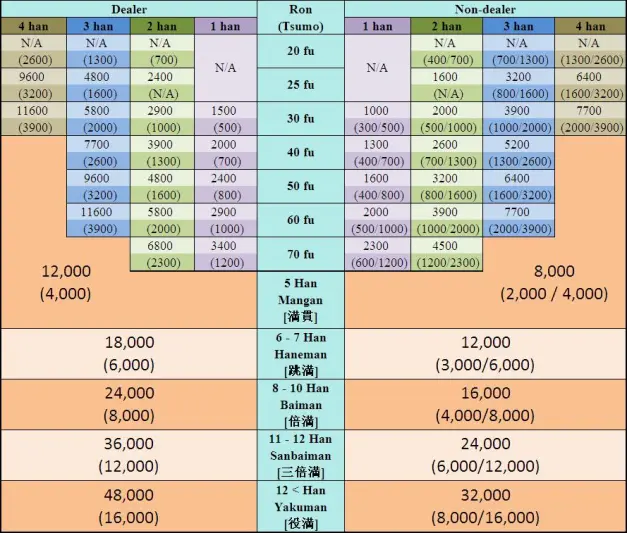 Dealer Ron Non-dealer
4 han 3 han 2 han 1 han (Tsumo) 1 han 2 han 3 han 4 han
N/A N/A N/A N/A 20 fu N/A N/A N/A N/A
(2600) (1300) (700) (400/700) (700/1300) (1300/2600)
9600 4800 2400 25 fu 1600 3200 6400
(3200) (1600) (N/A) (N/A) (800/1600) (1600/3200)
11600 5800 2900 1500 30 fu 1000 2000 3900 7700
(3900) (2000) (1000) (500) (300/500) (500/1000) (1000/2000) (2000/3900)
7700 3900 2000 40 fu 1300 2600 5200
(2600) (1300) (700) (400/700) (700/1300) (1300/2600)
9600 4800 2400 50 fu 1600 3200 6400
(3200) (1600) (800) (400/800) (800/1600) (1600/3200)
11600 5800 2900 60 fu 2000 3900 7700
(3900) (2000) (1000) (500/1000) (1000/2000) (2000/3900)
6800 3400 70 fu 2300 4500
(2300) (1200) (600/1200) (1200/2300)
12,000 5 Han 8,000
(4,000) Mangan (2,000 / 4,000)
[満貫]
18,000 6 - 7 Han 12,000
(6,000) Haneman (3,000/6,000)
[跳満]
24,000 8 - 10 Han 16,000
(8,000) Baiman (4,000/8,000)
[倍満]
36,000 11 - 12 Han 24,000
(12,000) Sanbaiman (6,000/12,000)
[三倍満]
48,000 12 < Han 32,000
(16,000) Yakuman (8,000/16,000)
[役満]